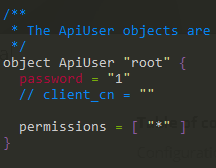 /**
 * The ApiUser objects are
 */
object ApiUser "root" {
  password = "1"
  // client_cn = ""

  permissions = [ "*" ]
}